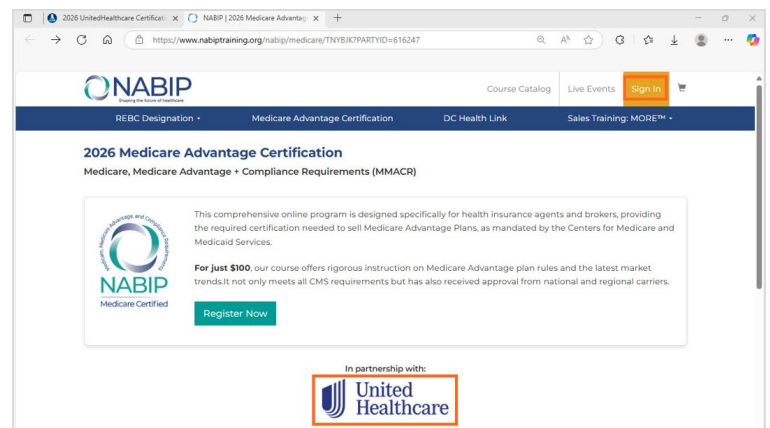 2026 UnitedHealthcare Certificati
NABIP | 2026 Medicare Advantag
https://www.nabiptraining.org/nabip/medicare/TNYBJK?PARTYID=616247
NABIP
Shaping the future of healthcare
Course Catalog
Live Events
Sign In
REBC Designation
Medicare Advantage Certification
DC Health Link
Sales Training: MORE™
2026 Medicare Advantage Certification
Medicare, Medicare Advantage + Compliance Requirements (MMACR)
Medicare, Medicare Advantage, and Compliance Requirements
NABIP
Medicare Certified
This comprehensive online program is designed specifically for health insurance agents and brokers, providing
the required certification needed to sell Medicare Advantage Plans, as mandated by the Centers for Medicare and
Medicaid Services.
For just $100, our course offers rigorous instruction on Medicare Advantage plan rules and the latest market
trends.It not only meets all CMS requirements but has also received approval from national and regional carriers.
Register Now
In partnership with:
United
Healthcare